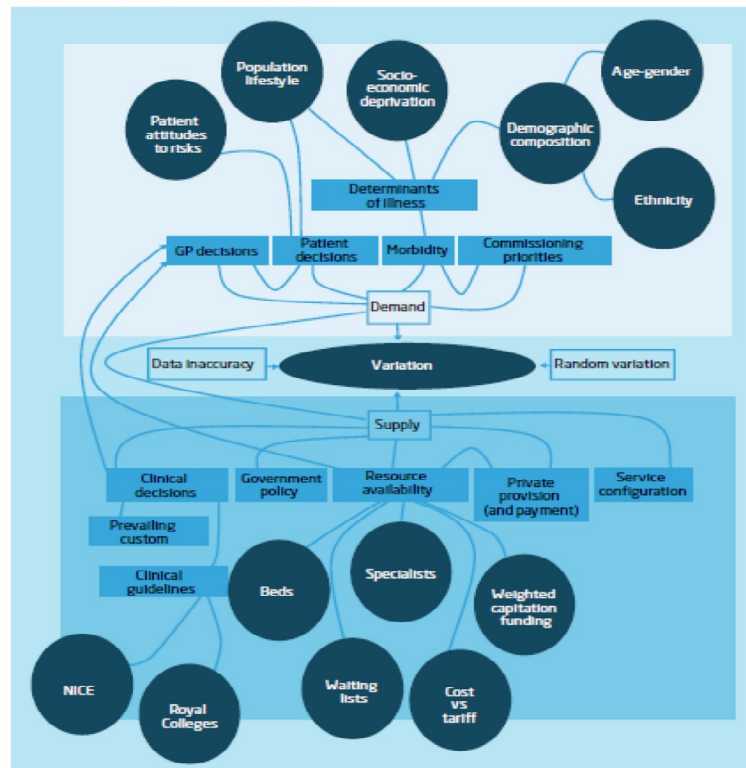 Population
lifestyle
Socio-
economic
deprivation
Age-gender
Patient
attitudes
to risks
Demographic
composition
Ethnicity
Determinants
of illness
GP decisions
Patient
decisions
Morbidity
Commissioning
priorities
Demand
Data inaccuracy
Variation
Random variation
Supply
Clinical
decisions
Government
policy
Resource
availability
Private
provision
(and payment)
Service
configuration
Prevailing
custom
Clinical
guidelines
Beds
Specialists
Weighted
capitation
funding
NICE
Royal
Colleges
Waiting
lists
Cost
vs
tariff